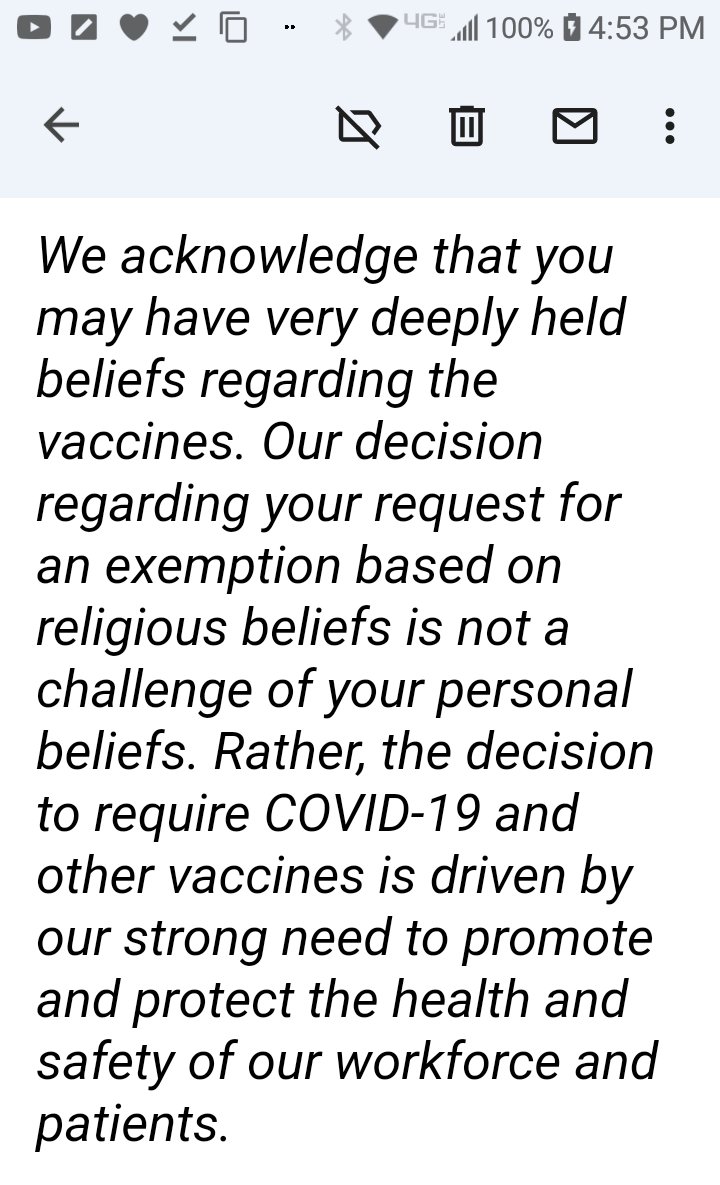 4G 100% 4:53 PM
We acknowledge that you
may have very deeply held
beliefs regarding the
vaccines. Our decision
regarding your request for
an exemption based on
religious beliefs is not a
challenge of your personal
beliefs. Rather, the decision
to require COVID-19 and
other vaccines is driven by
our strong need to promote
and protect the health and
safety of our workforce and
patients.